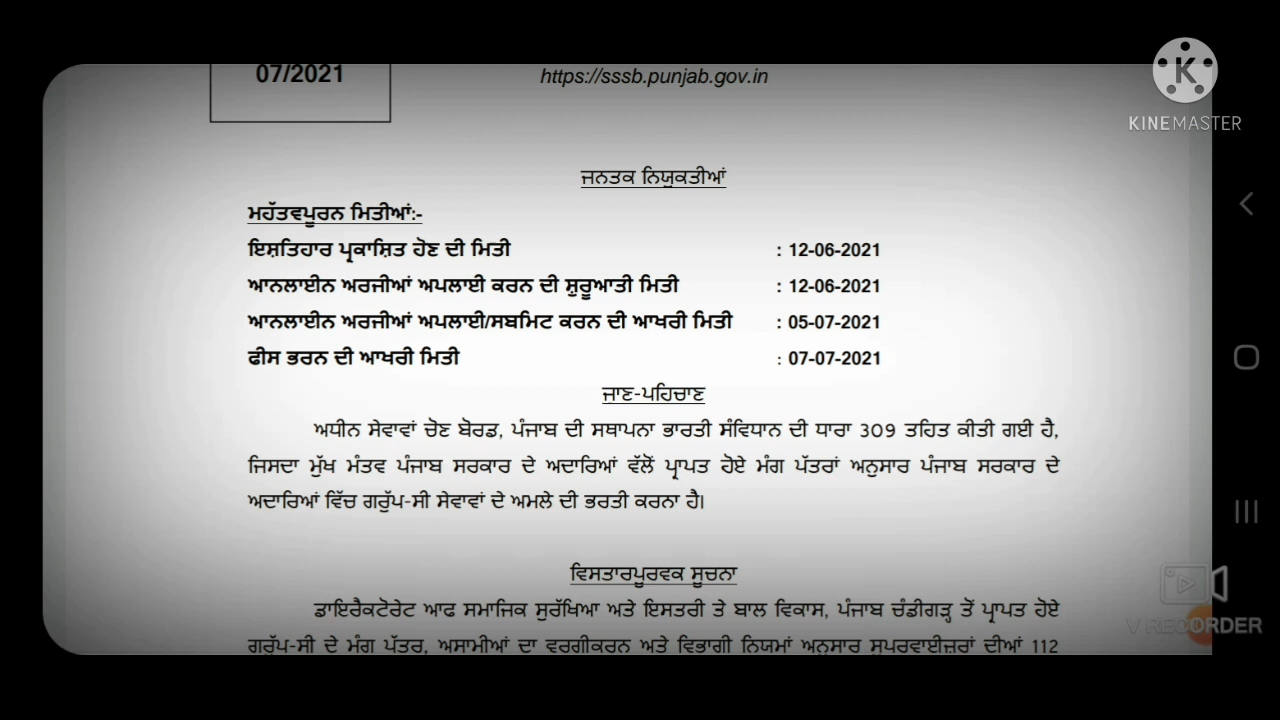 07/2021
https://sssb.punjab.gov.in
KINEMASTER
ਜਨਤਕ ਨਿਯੁਕਤੀਆਂ
ਮਹੱਤਵਪੂਰਨ ਮਿਤੀਆਂ:-
ਇਸ਼ਤਿਹਾਰ ਪ੍ਰਕਾਸ਼ਿਤ ਹੋਣ ਦੀ ਮਿਤੀ : 12-06-2021
ਆਨਲਾਈਨ ਅਰਜੀਆਂ ਅਪਲਾਈ ਕਰਨ ਦੀ ਸ਼ੁਰੂਆਤੀ ਮਿਤੀ : 12-06-2021
ਆਨਲਾਈਨ ਅਰਜੀਆਂ ਅਪਲਾਈ/ਸਬਮਿਟ ਕਰਨ ਦੀ ਆਖਰੀ ਮਿਤੀ : 05-07-2021
ਫੀਸ ਭਰਨ ਦੀ ਆਖਰੀ ਮਿਤੀ : 07-07-2021
ਜਾਣ-ਪਹਿਚਾਣ
ਅਧੀਨ ਸੇਵਾਵਾਂ ਚੋਣ ਬੋਰਡ, ਪੰਜਾਬ ਦੀ ਸਥਾਪਨਾ ਭਾਰਤੀ ਸੰਵਿਧਾਨ ਦੀ ਧਾਰਾ 309 ਤਹਿਤ ਕੀਤੀ ਗਈ ਹੈ,
ਜਿਸਦਾ ਮੁੱਖ ਮੰਤਵ ਪੰਜਾਬ ਸਰਕਾਰ ਦੇ ਅਦਾਰਿਆਂ ਵੱਲੋਂ ਪ੍ਰਾਪਤ ਹੋਏ ਮੰਗ ਪੱਤਰਾਂ ਅਨੁਸਾਰ ਪੰਜਾਬ ਸਰਕਾਰ ਦੇ
ਅਦਾਰਿਆਂ ਵਿੱਚ ਗਰੁੱਪ-ਸੀ ਸੇਵਾਵਾਂ ਦੇ ਅਮਲੇ ਦੀ ਭਰਤੀ ਕਰਨਾ ਹੈ।
ਵਿਸਤਾਰਪੂਰਵਕ ਸੂਚਨਾ
ਡਾਇਰੈਕਟੋਰੇਟ ਆਫ ਸਮਾਜਿਕ ਸੁਰੱਖਿਆ ਅਤੇ ਇਸਤਰੀ ਤੇ ਬਾਲ ਵਿਕਾਸ, ਪੰਜਾਬ ਚੰਡੀਗੜ੍ਹ ਤੋਂ ਪ੍ਰਾਪਤ ਹੋਏ
ਗਰੁੱਪ-ਸੀ ਦੇ ਮੰਗ ਪੱਤਰ, ਅਸਾਮੀਆਂ ਦਾ ਵਰਗੀਕਰਨ ਅਤੇ ਵਿਭਾਗੀ ਨਿਯਮਾਂ ਅਨੁਸਾਰ ਸੁਪਰਵਾਈਜ਼ਰਾਂ ਦੀਆਂ 112
V RECORDER